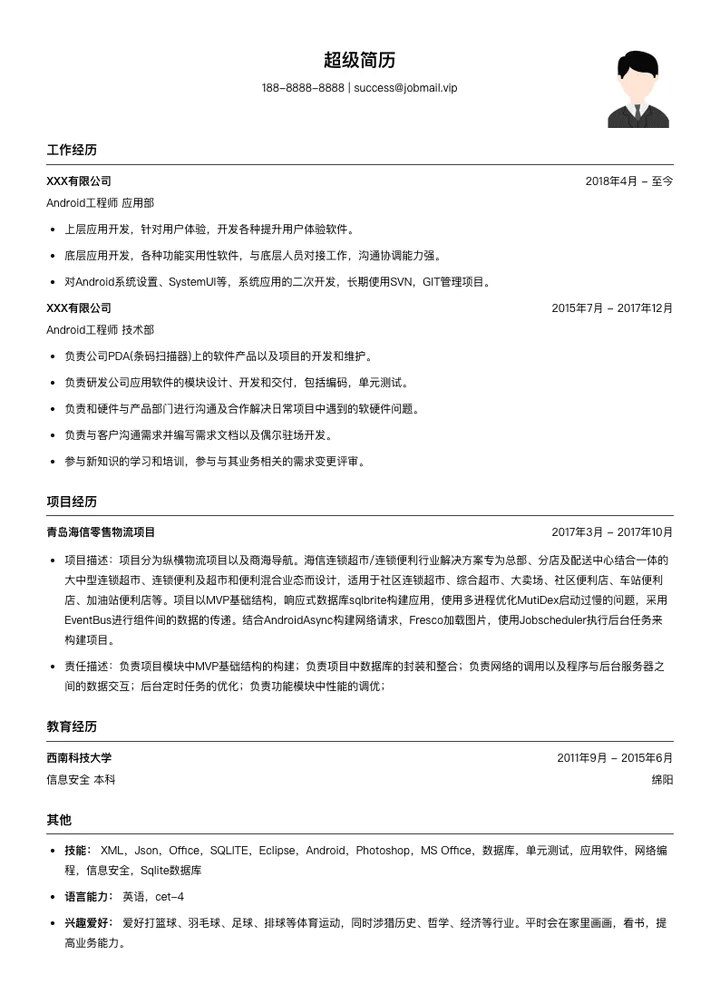 超级简历
188-8888-8888 | success@jobmail.vip
工作经历
XXX有限公司 2018年4月 – 至今
Android工程师 应用部
• 上层应用开发，针对用户体验，开发各种提升用户体验软件。
• 底层应用开发，各种功能实用性软件，与底层人员对接工作，沟通协调能力强。
• 对Android系统设置、SystemUI等，系统应用的二次开发，长期使用SVN，GIT管理项目。
XXX有限公司 2015年7月 – 2017年12月
Android工程师 技术部
• 负责公司PDA(条码扫描器)上的软件产品以及项目的开发和维护。
• 负责研发公司应用软件的模块设计、开发和交付，包括编码，单元测试。
• 负责和硬件与产品部门进行沟通及合作解决日常项目中遇到的软硬件问题。
• 负责与客户沟通需求并编写需求文档以及偶尔驻场开发。
• 参与新知识的学习和培训，参与与其业务相关的需求变更评审。
项目经历
青岛海信零售物流项目 2017年3月 – 2017年10月
• 项目描述：项目分为纵横物流项目以及商海导航。海信连锁超市/连锁便利行业解决方案专为总部、分店及配送中心结合一体的
大中型连锁超市、连锁便利及超市和便利混合业态而设计，适用于社区连锁超市、综合超市、大卖场、社区便利店、车站便利
店、加油站便利店等。项目以MVP基础结构，响应式数据库sqlbrite构建应用，使用多进程优化MutiDex启动过慢的问题，采用
EventBus进行组件间的数据的传递。结合AndroidAsync构建网络请求，Fresco加载图片，使用Jobscheduler执行后台任务来
构建项目。
• 责任描述：负责项目模块中MVP基础结构的构建；负责项目中数据库的封装和整合；负责网络的调用以及程序与后台服务器之
间的数据交互；后台定时任务的优化；负责功能模块中性能的调优；
教育经历
西南科技大学 2011年9月 – 2015年6月
信息安全 本科 绵阳
其他
• 技能： XML，Json，Office，SQLITE，Eclipse，Android，Photoshop，MS Office，数据库，单元测试，应用软件，网络编
程，信息安全，Sqlite数据库
• 语言能力： 英语，cet-4
• 兴趣爱好： 爱好打篮球、羽毛球、足球、排球等体育运动，同时涉猎历史、哲学、经济等行业。平时会在家里画画，看书，提
高业务能力。